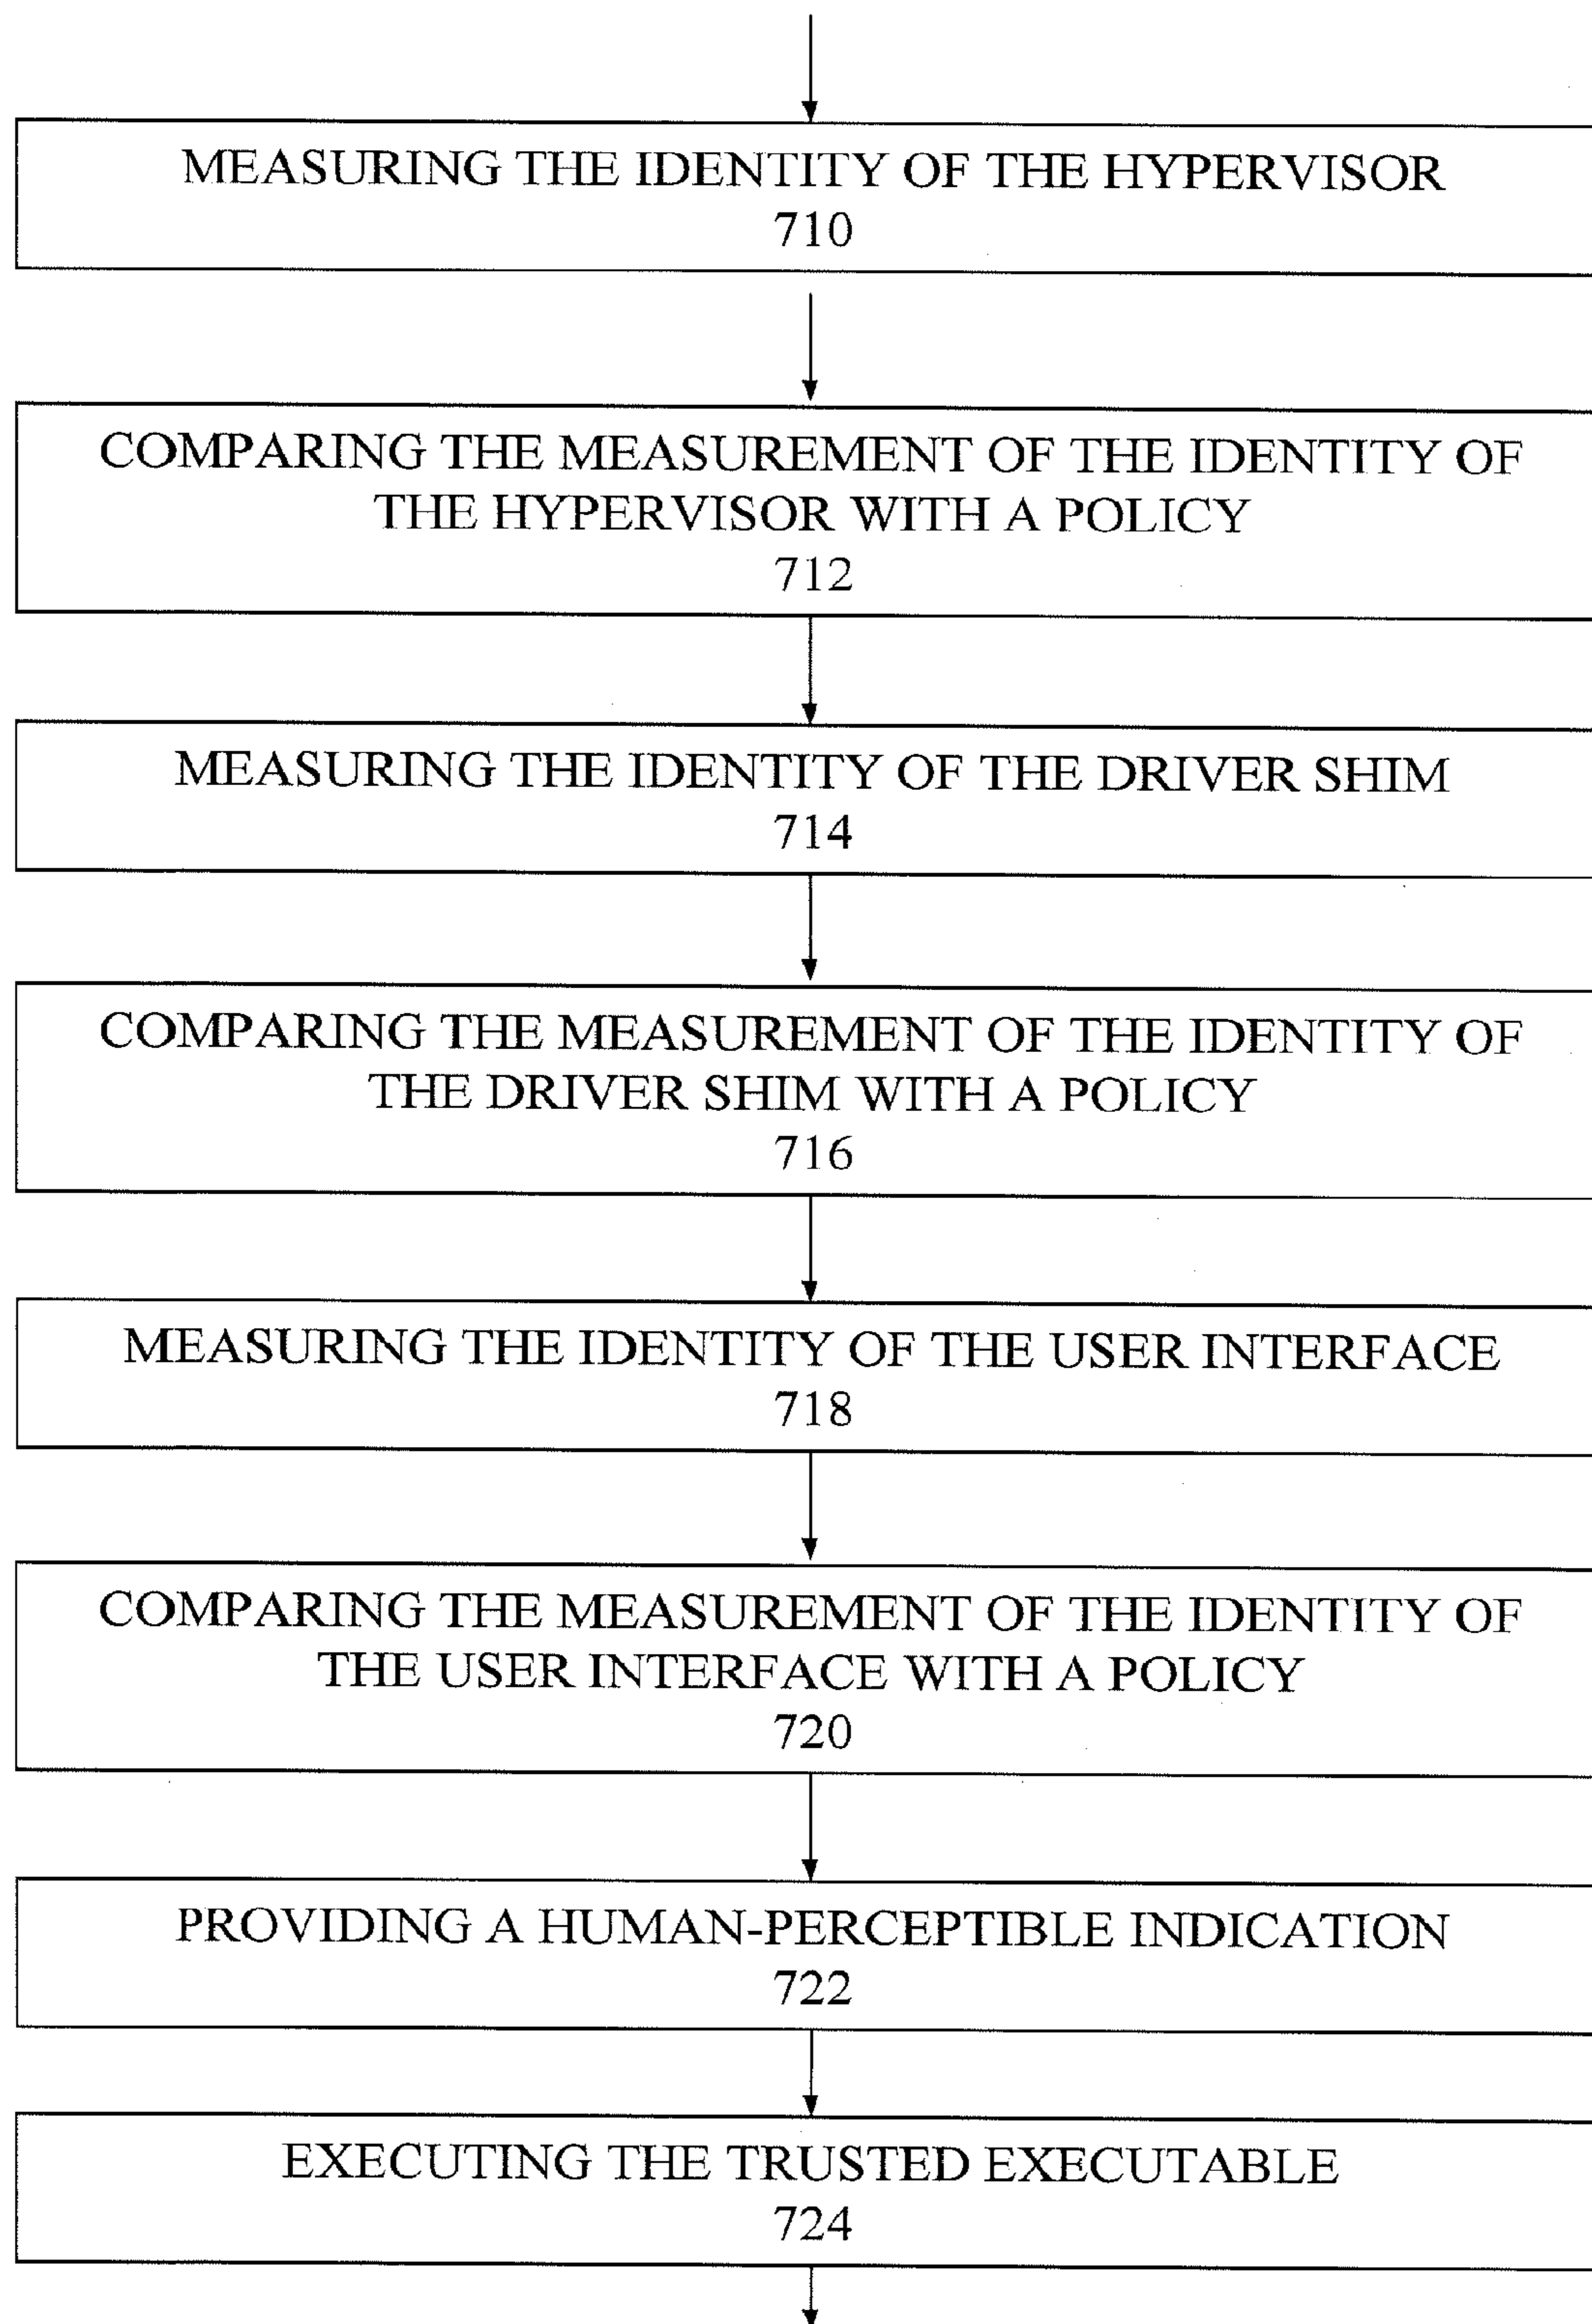 MEASURING THE IDENTITY OF THE HYPERVISOR
710
COMPARING THE MEASUREMENT OF THE IDENTITY OF
THE HYPERVISOR WITH A POLICY
712
MEASURING THE IDENTITY OF THE DRIVER SHIM
714
COMPARING THE MEASUREMENT OF THE IDENTITY OF
THE DRIVER SHIM WITH A POLICY
716
MEASURING THE IDENTITY OF THE USER INTERFACE
718
COMPARING THE MEASUREMENT OF THE IDENTITY OF
THE USER INTERFACE WITH A POLICY
720
PROVIDING A HUMAN-PERCEPTIBLE INDICATION
722
EXECUTING THE TRUSTED EXECUTABLE
724